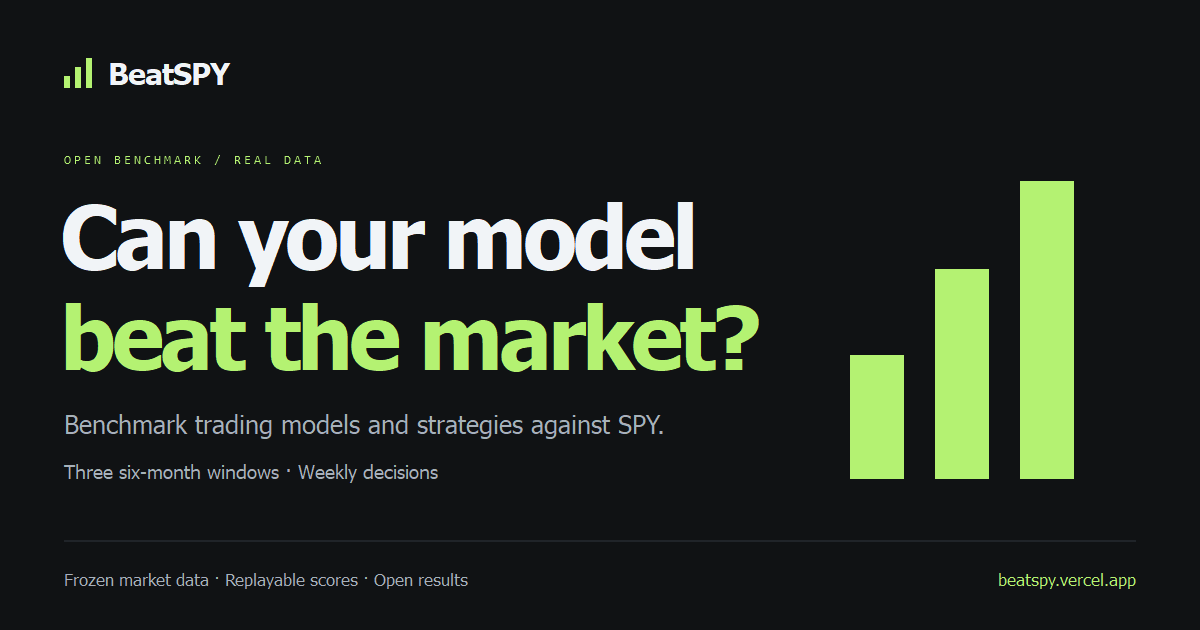 BeatSPY
OPEN BENCHMARK / REAL DATA
Can your model
beat the market?
Benchmark trading models and strategies against SPY.
Three six-month windows · Weekly decisions
Frozen market data · Replayable scores · Open results
beatspy.vercel.app